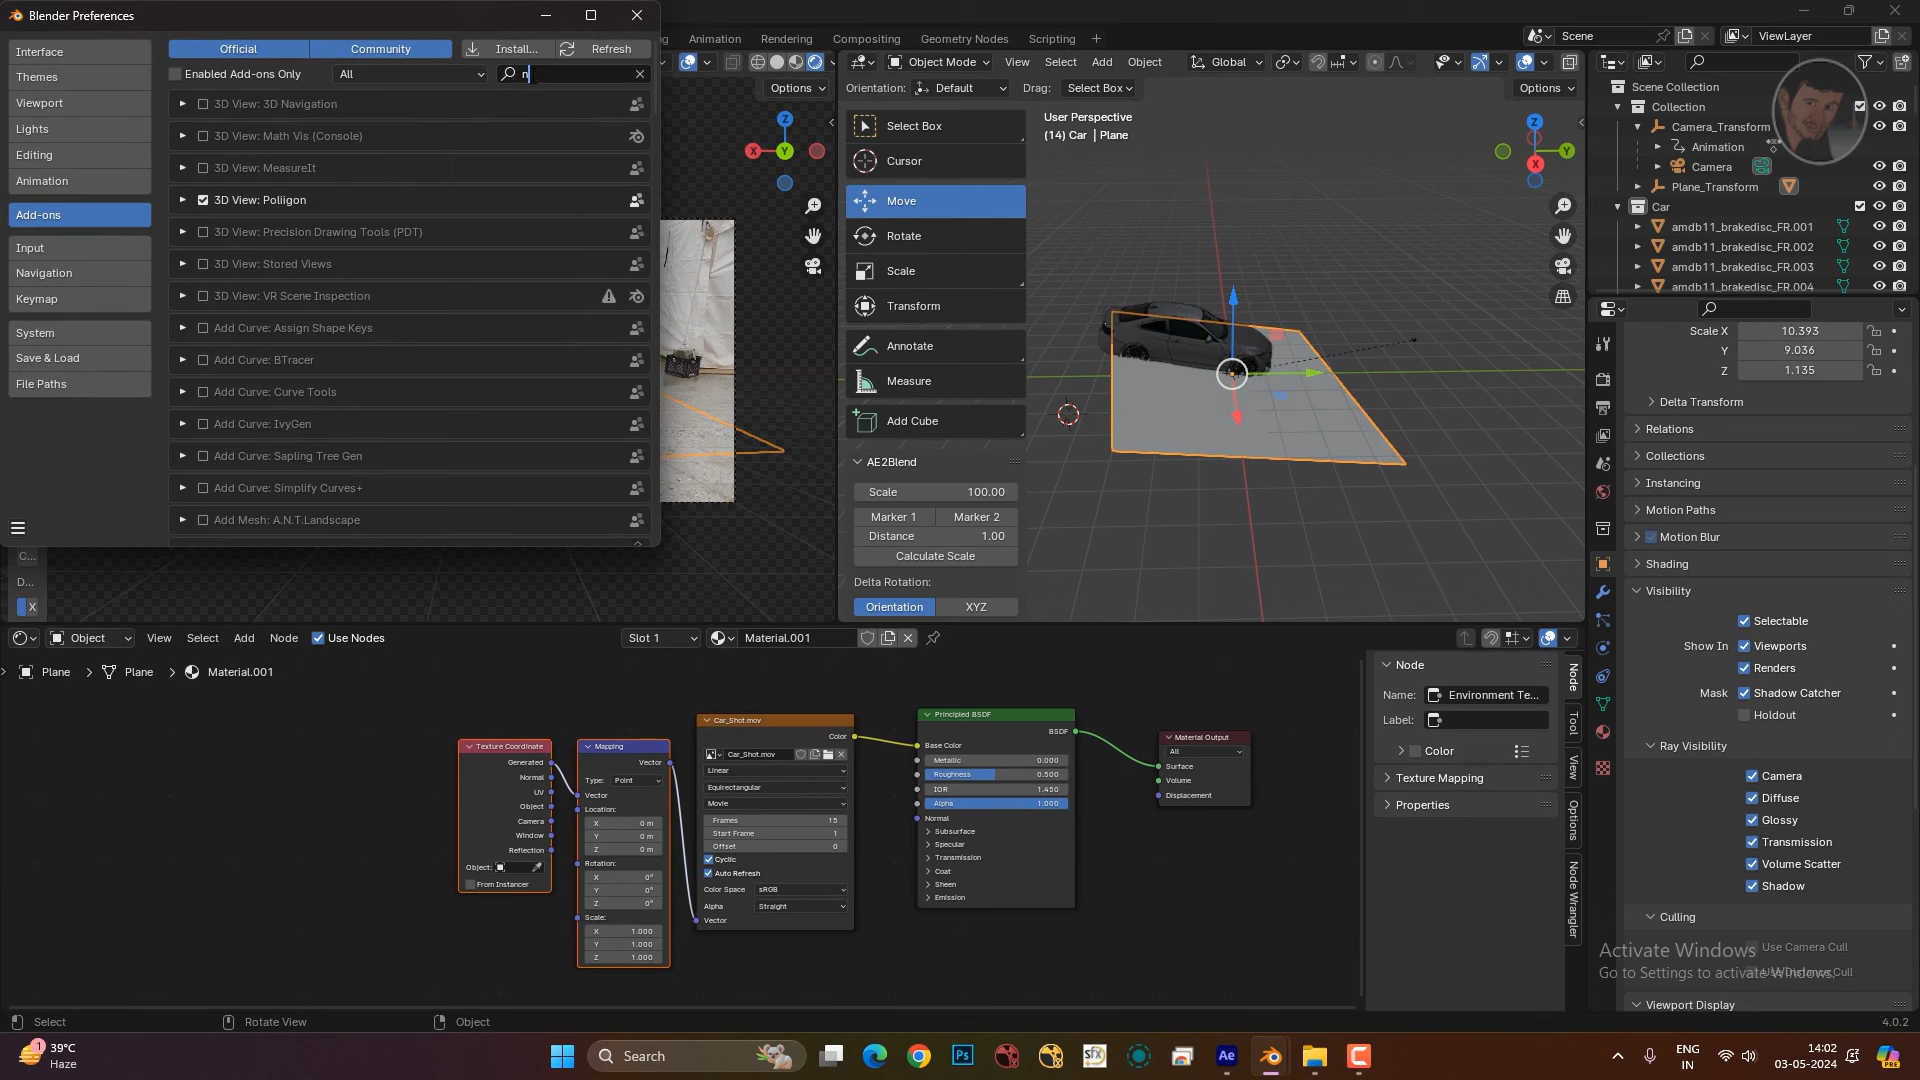 Blender Preferences
Interface
Themes
Viewport
Lights
Editing
Animation
Add-ons
Input
Navigation
Keymap
System
Save & Load
File Paths
Official
Community
Install...
Refresh
Enabled Add-ons Only
All
n
3D View: 3D Navigation
3D View: Math Vis (Console)
3D View: MeasureIt
3D View: Poliigon
3D View: Precision Drawing Tools (PDT)
3D View: Stored Views
3D View: VR Scene Inspection
Add Curve: Assign Shape Keys
Add Curve: BTracer
Add Curve: Curve Tools
Add Curve: IvyGen
Add Curve: Sapling Tree Gen
Add Curve: Simplify Curves+
Add Mesh: A.N.T.Landscape
C...
D...
X
Animation
Rendering
Compositing
Geometry Nodes
Scripting
Scene
ViewLayer
Options
Z
X
Y
Object Mode
View
Select
Add
Object
Global
Orientation:
Default
Drag:
Select Box
Options
Select Box
Cursor
Move
Rotate
Scale
Transform
Annotate
Measure
Add Cube
User Perspective
(14) Car | Plane
Z
Y
X
AE2Blend
Scale 100.00
Marker 1
Marker 2
Distance 1.00
Calculate Scale
Delta Rotation:
Orientation
XYZ
Scene Collection
Collection
Camera_Transform
Animation
Camera
Plane_Transform
Car
amdb11_brakedisc_FR.001
amdb11_brakedisc_FR.002
amdb11_brakedisc_FR.003
amdb11_brakedisc_FR.004
Scale X 10.393
Y 9.036
Z 1.135
Delta Transform
Relations
Collections
Instancing
Motion Paths
Motion Blur
Shading
Visibility
Selectable
Show In Viewports
Renders
Mask Shadow Catcher
Holdout
Ray Visibility
Camera
Diffuse
Glossy
Transmission
Volume Scatter
Shadow
Culling
Use Camera Cull
Use Distance Cull
Viewport Display
Activate Windows
Go to Settings to activate Windows.
Object
View
Select
Add
Node
Use Nodes
Slot 1
Material.001
Plane
Plane
Material.001
Texture Coordinate
Generated
Normal
UV
Object
Camera
Window
Reflection
Object:
From Instancer
Mapping
Vector
Type: Point
Vector
Location:
X 0 m
Y 0 m
Z 0 m
Rotation:
X 0°
Y 0°
Z 0°
Scale:
X 1.000
Y 1.000
Z 1.000
Car_Shot.mov
Color
Car_Shot.mov
Linear
Equirectangular
Movie
Frames 15
Start Frame 1
Offset 0
Cyclic
Auto Refresh
Color Space sRGB
Alpha Straight
Vector
Principled BSDF
BSDF
Base Color
Metallic 0.000
Roughness 0.500
IOR 1.450
Alpha 1.000
Normal
Subsurface
Specular
Transmission
Coat
Sheen
Emission
Material Output
All
Surface
Volume
Displacement
Node
Name: Environment Te...
Label:
Color
Texture Mapping
Properties
Node
Tool
View
Options
Node Wrangler
Select
Rotate View
Object
4.0.2
1
39°C
Haze
Search
Ps
sfx
Ae
ENG
IN
14:02
03-05-2024
PRE